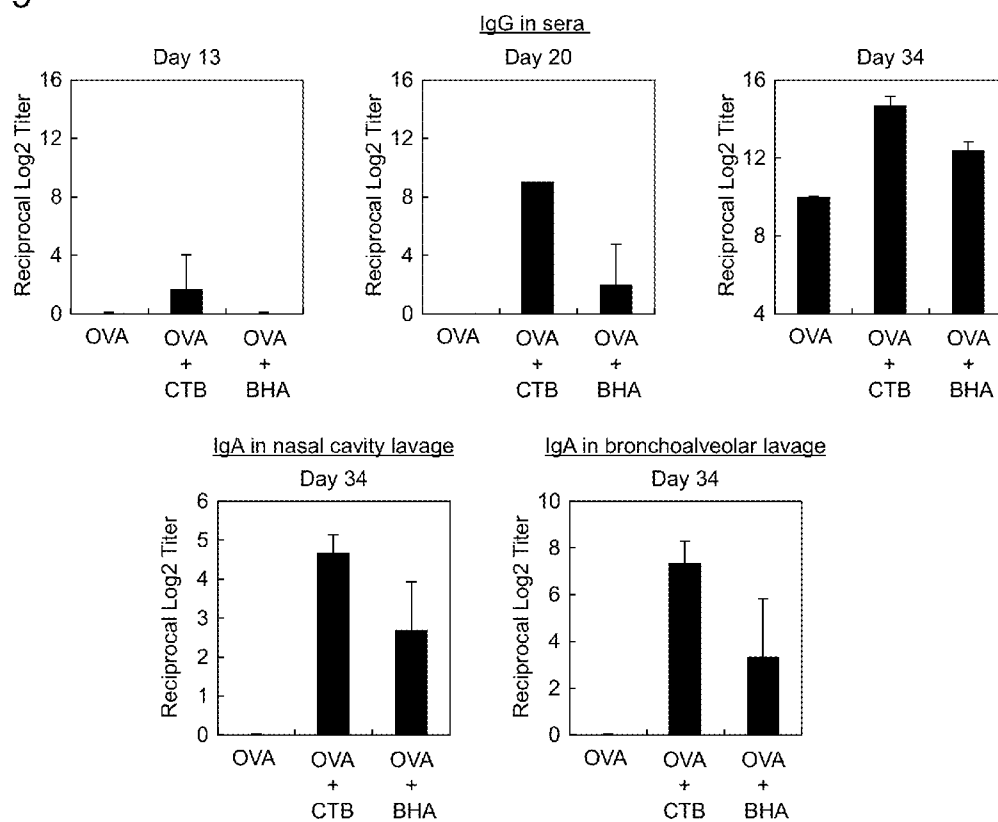 IgG in sera
Day 13
Reciprocal Log2 Titer
16
12
8
4
0
OVA
OVA
+
CTB
OVA
+
BHA
Day 20
Reciprocal Log2 Titer
16
12
8
4
0
OVA
OVA
+
CTB
OVA
+
BHA
Day 34
Reciprocal Log2 Titer
16
12
8
4
OVA
OVA
+
CTB
OVA
+
BHA
IgA in nasal cavity lavage
Day 34
Reciprocal Log2 Titer
6
5
4
3
2
1
0
OVA
OVA
+
CTB
OVA
+
BHA
IgA in bronchoalveolar lavage
Day 34
Reciprocal Log2 Titer
10
8
6
4
2
0
OVA
OVA
+
CTB
OVA
+
BHA